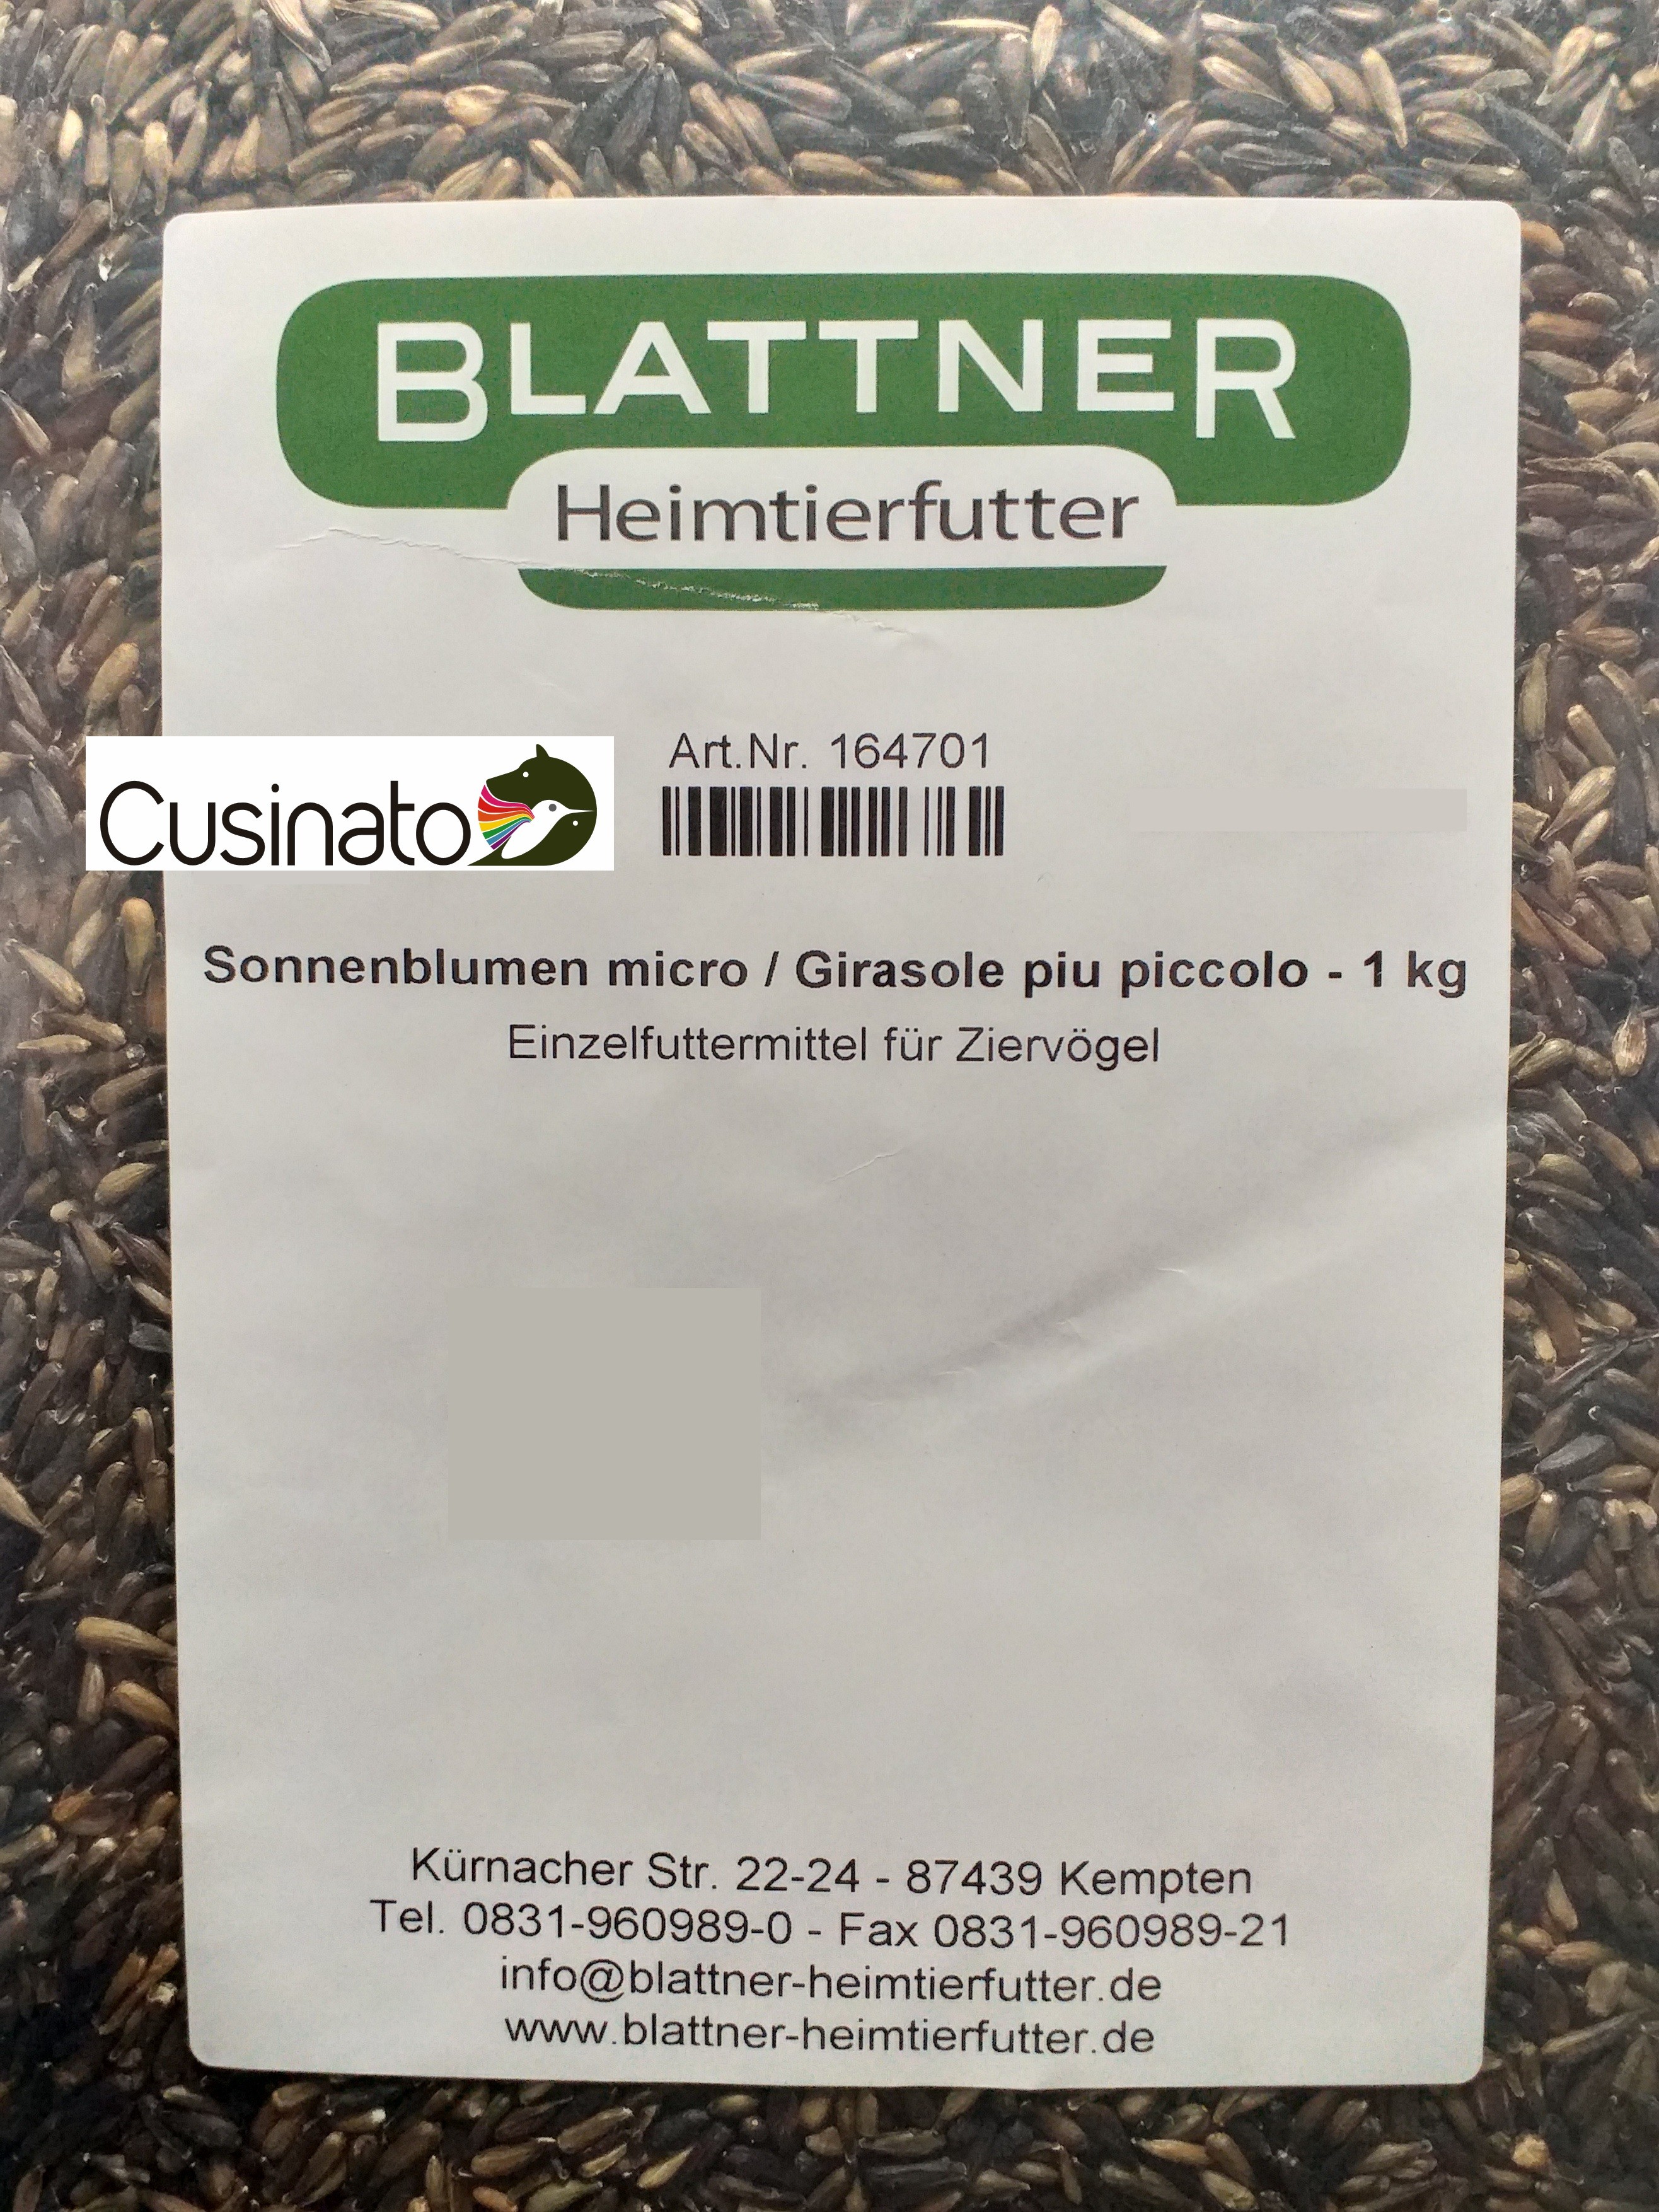 BLATTNER
Heimtierfutter
Art.Nr. 164701
Cusinato
Sonnenblumen micro / Girasole piu piccolo - 1 kg
Einzelfuttermittel für Ziervögel
Kürnacher Str. 22-24 - 87439 Kempten
Tel. 0831-960989-0 - Fax 0831-960989-21
info@blattner-heimtierfutter.de
www.blattner-heimtierfutter.de